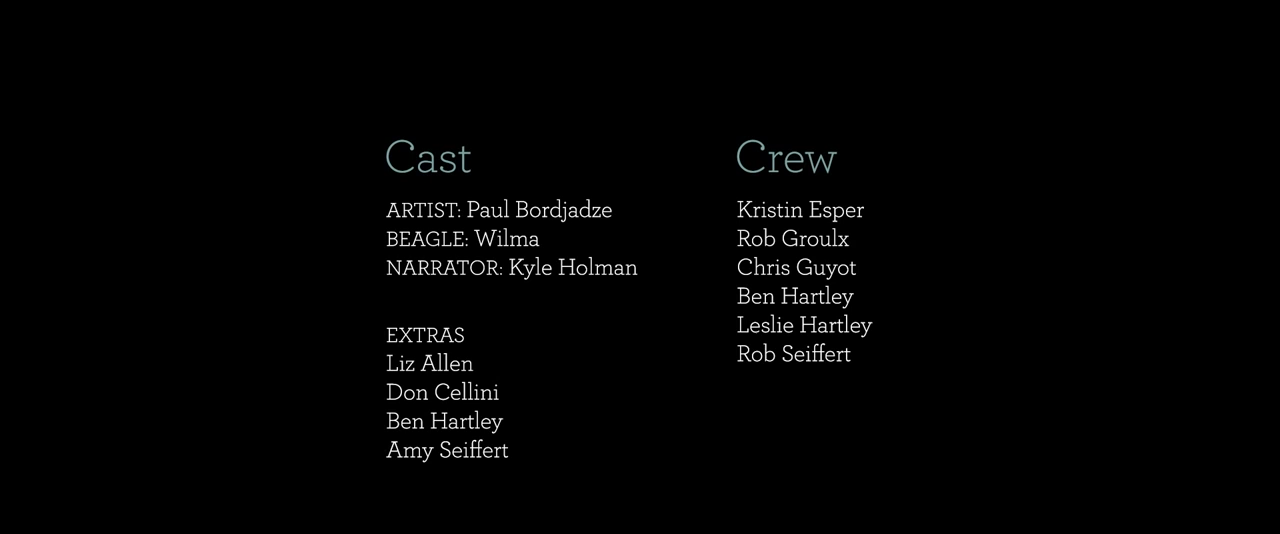 Cast
ARTIST: Paul Bordjadze
BEAGLE: Wilma
NARRATOR: Kyle Holman
EXTRAS
Liz Allen
Don Cellini
Ben Hartley
Amy Seiffert
Crew
Kristin Esper
Rob Groulx
Chris Guyot
Ben Hartley
Leslie Hartley
Rob Seiffert